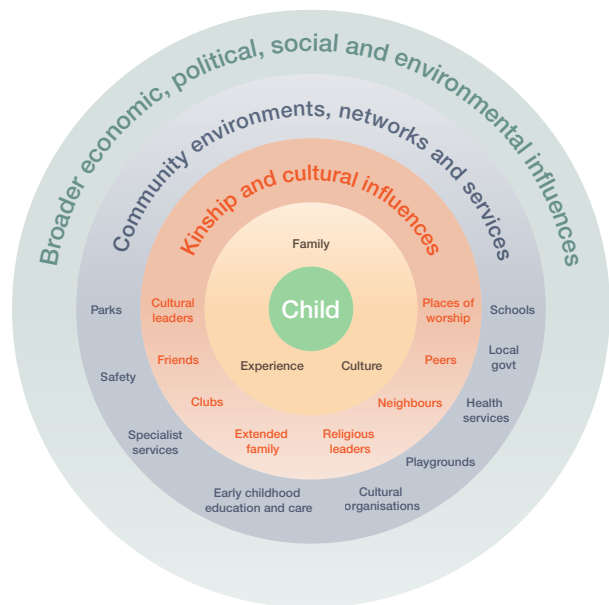 Broader economic, political, social and environmental influences
Community environments, networks and services
Kinship and cultural influences
Family
Child
Experience
Culture
Cultural
leaders
Friends
Clubs
Extended
family
Religious
leaders
Neighbours
Peers
Places of
worship
Parks
Safety
Specialist
services
Early childhood
education and care
Cultural
organisations
Playgrounds
Health
services
Local
govt
Schools